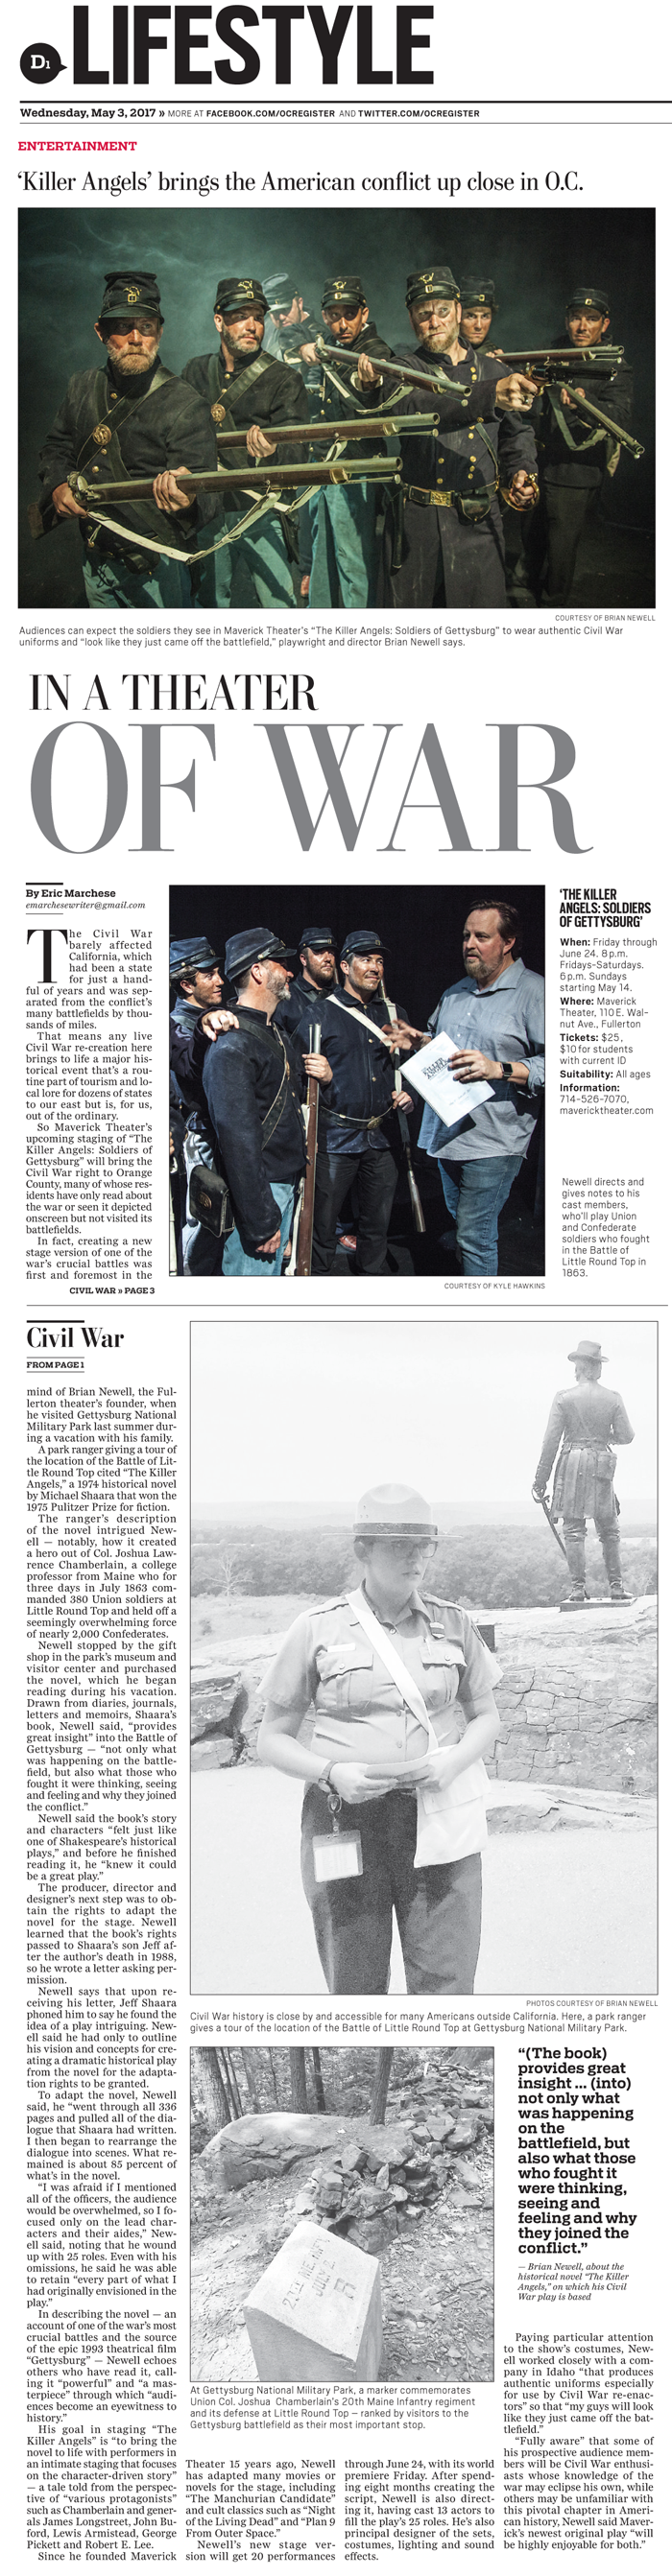 D1
LIFESTYLE
Wednesday, May 3, 2017 » MORE AT FACEBOOK.COM/OCREGISTER AND TWITTER.COM/OCREGISTER
ENTERTAINMENT
‘Killer Angels’ brings the American conflict up close in O.C.
COURTESY OF BRIAN NEWELL
Audiences can expect the soldiers they see in Maverick Theater’s “The Killer Angels: Soldiers of Gettysburg” to wear authentic Civil War
uniforms and “look like they just came off the battlefield,” playwright and director Brian Newell says.
IN A THEATER
OF WAR
By Eric Marchese
emarchesewriter@gmail.com
The Civil War
barely affected
California, which
had been a state
for just a hand-
ful of years and was sep-
arated from the conflict’s
many battlefields by thou-
sands of miles.
That means any live
Civil War re-creation here
brings to life a major his-
torical event that’s a rou-
tine part of tourism and lo-
cal lore for dozens of states
to our east but is, for us,
out of the ordinary.
So Maverick Theater’s
upcoming staging of “The
Killer Angels: Soldiers of
Gettysburg” will bring the
Civil War right to Orange
County, many of whose res-
idents have only read about
the war or seen it depicted
onscreen but not visited its
battlefields.
In fact, creating a new
stage version of one of the
war’s crucial battles was
first and foremost in the
CIVIL WAR » PAGE 3
COURTESY OF KYLE HAWKINS
‘THE KILLER
ANGELS: SOLDIERS
OF GETTYSBURG’
When: Friday through
June 24. 8 p.m.
Fridays-Saturdays.
6 p.m. Sundays
starting May 14.
Where: Maverick
Theater, 110 E. Wal-
nut Ave., Fullerton
Tickets: $25,
$10 for students
with current ID
Suitability: All ages
Information:
714-526-7070,
mavericktheater.com
Newell directs and
gives notes to his
cast members,
who’ll play Union
and Confederate
soldiers who fought
in the Battle of
Little Round Top in
1863.
Civil War
FROM PAGE 1
mind of Brian Newell, the Ful-
lerton theater’s founder, when
he visited Gettysburg National
Military Park last summer dur-
ing a vacation with his family.
A park ranger giving a tour of
the location of the Battle of Lit-
tle Round Top cited “The Killer
Angels,” a 1974 historical novel
by Michael Shaara that won the
1975 Pulitzer Prize for fiction.
The ranger’s description
of the novel intrigued New-
ell — notably, how it created
a hero out of Col. Joshua Law-
rence Chamberlain, a college
professor from Maine who for
three days in July 1863 com-
manded 380 Union soldiers at
Little Round Top and held off a
seemingly overwhelming force
of nearly 2,000 Confederates.
Newell stopped by the gift
shop in the park’s museum and
visitor center and purchased
the novel, which he began
reading during his vacation.
Drawn from diaries, journals,
letters and memoirs, Shaara’s
book, Newell said, “provides
great insight” into the Battle of
Gettysburg — “not only what
was happening on the battle-
field, but also what those who
fought it were thinking, seeing
and feeling and why they joined
the conflict.”
Newell said the book’s story
and characters “felt just like
one of Shakespeare’s historical
plays,” and before he finished
reading it, he “knew it could
be a great play.”
The producer, director and
designer’s next step was to ob-
tain the rights to adapt the
novel for the stage. Newell
learned that the book’s rights
passed to Shaara’s son Jeff af-
ter the author’s death in 1988,
so he wrote a letter asking per-
mission.
Newell says that upon re-
ceiving his letter, Jeff Shaara
phoned him to say he found the
idea of a play intriguing. New-
ell said he had only to outline
his vision and concepts for cre-
ating a dramatic historical play
from the novel for the adapta-
tion rights to be granted.
To adapt the novel, Newell
said, he “went through all 336
pages and pulled all of the dia-
logue that Shaara had written.
I then began to rearrange the
dialogue into scenes. What re-
mained is about 85 percent of
what’s in the novel.
“I was afraid if I mentioned
all of the officers, the audience
would be overwhelmed, so I fo-
cused only on the lead char-
acters and their aides,” New-
ell said, noting that he wound
up with 25 roles. Even with his
omissions, he said he was able
to retain “every part of what I
had originally envisioned in the
play.”
In describing the novel — an
account of one of the war’s most
crucial battles and the source
of the epic 1993 theatrical film
“Gettysburg” — Newell echoes
others who have read it, call-
ing it “powerful” and “a mas-
terpiece” through which “audi-
ences become an eyewitness to
history.”
His goal in staging “The
Killer Angels” is “to bring the
novel to life with performers in
an intimate staging that focuses
on the character-driven story”
— a tale told from the perspec-
tive of “various protagonists”
such as Chamberlain and gener-
als James Longstreet, John Bu-
ford, Lewis Armistead, George
Pickett and Robert E. Lee.
Since he founded Maverick
PHOTOS COURTESY OF BRIAN NEWELL
Civil War history is close by and accessible for many Americans outside California. Here, a park ranger
gives a tour of the location of the Battle of Little Round Top at Gettysburg National Military Park.
At Gettysburg National Military Park, a marker commemorates
Union Col. Joshua Chamberlain’s 20th Maine Infantry regiment
and its defense at Little Round Top — ranked by visitors to the
Gettysburg battlefield as their most important stop.
Theater 15 years ago, Newell
has adapted many movies or
novels for the stage, including
“The Manchurian Candidate”
and cult classics such as “Night
of the Living Dead” and “Plan 9
From Outer Space.”
Newell’s new stage ver-
sion will get 20 performances
through June 24, with its world
premiere Friday. After spend-
ing eight months creating the
script, Newell is also direct-
ing it, having cast 13 actors to
fill the play’s 25 roles. He’s also
principal designer of the sets,
costumes, lighting and sound
effects.
“(The book)
provides great
insight ... (into)
not only what
was happening
on the
battlefield, but
also what those
who fought it
were thinking,
seeing and
feeling and why
they joined the
conflict.”
— Brian Newell, about the
historical novel “The Killer
Angels,” on which his Civil
War play is based
Paying particular attention
to the show’s costumes, New-
ell worked closely with a com-
pany in Idaho “that produces
authentic uniforms especially
for use by Civil War re-enac-
tors” so that “my guys will look
like they just came off the bat-
tlefield.”
“Fully aware” that some of
his prospective audience mem-
bers will be Civil War enthusi-
asts whose knowledge of the
war may eclipse his own, while
others may be unfamiliar with
this pivotal chapter in Ameri-
can history, Newell said Maver-
ick’s newest original play “will
be highly enjoyable for both.”